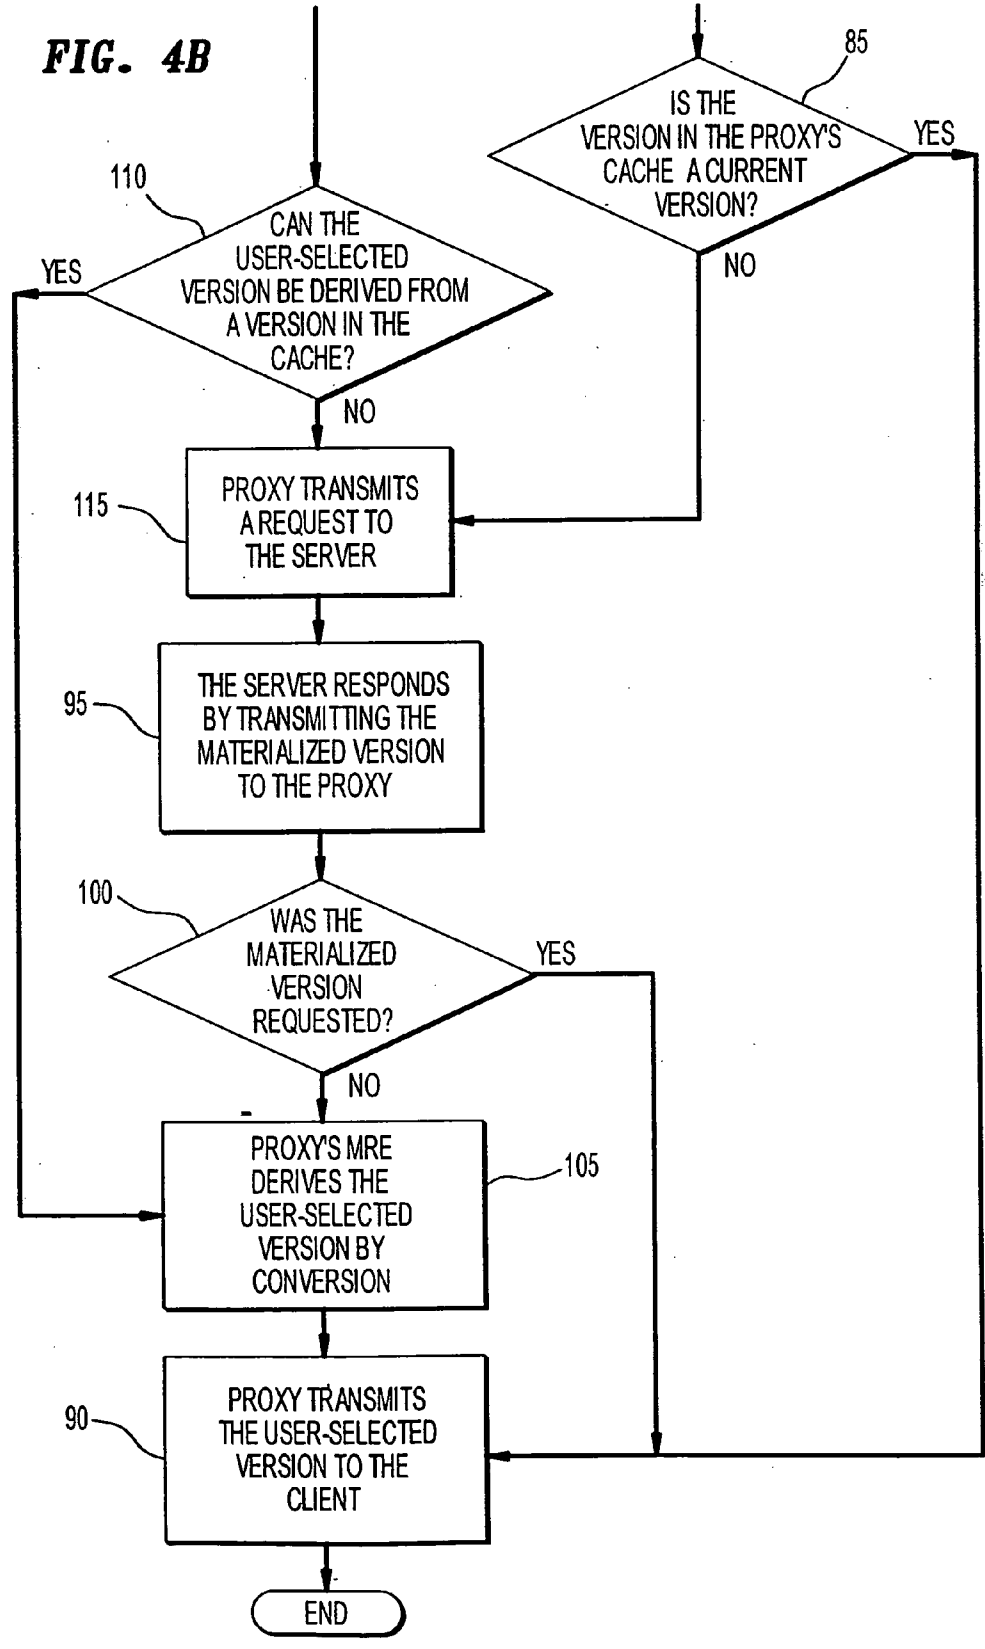 FIG. 4B
85
IS THE
VERSION IN THE PROXY'S
CACHE A CURRENT
VERSION?
YES
NO
110
CAN THE
USER-SELECTED
VERSION BE DERIVED FROM
A VERSION IN THE
CACHE?
YES
NO
115
PROXY TRANSMITS
A REQUEST TO
THE SERVER
95
THE SERVER RESPONDS
BY TRANSMITTING THE
MATERIALIZED VERSION
TO THE PROXY
100
WAS THE
MATERIALIZED
VERSION
REQUESTED?
YES
NO
PROXY'S MRE
DERIVES THE
USER-SELECTED
VERSION BY
CONVERSION
105
90
PROXY TRANSMITS
THE USER-SELECTED
VERSION TO THE
CLIENT
END